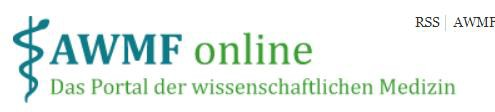 RSS AWMF
AWMF online
Das Portal der wissenschaftlichen Medizin